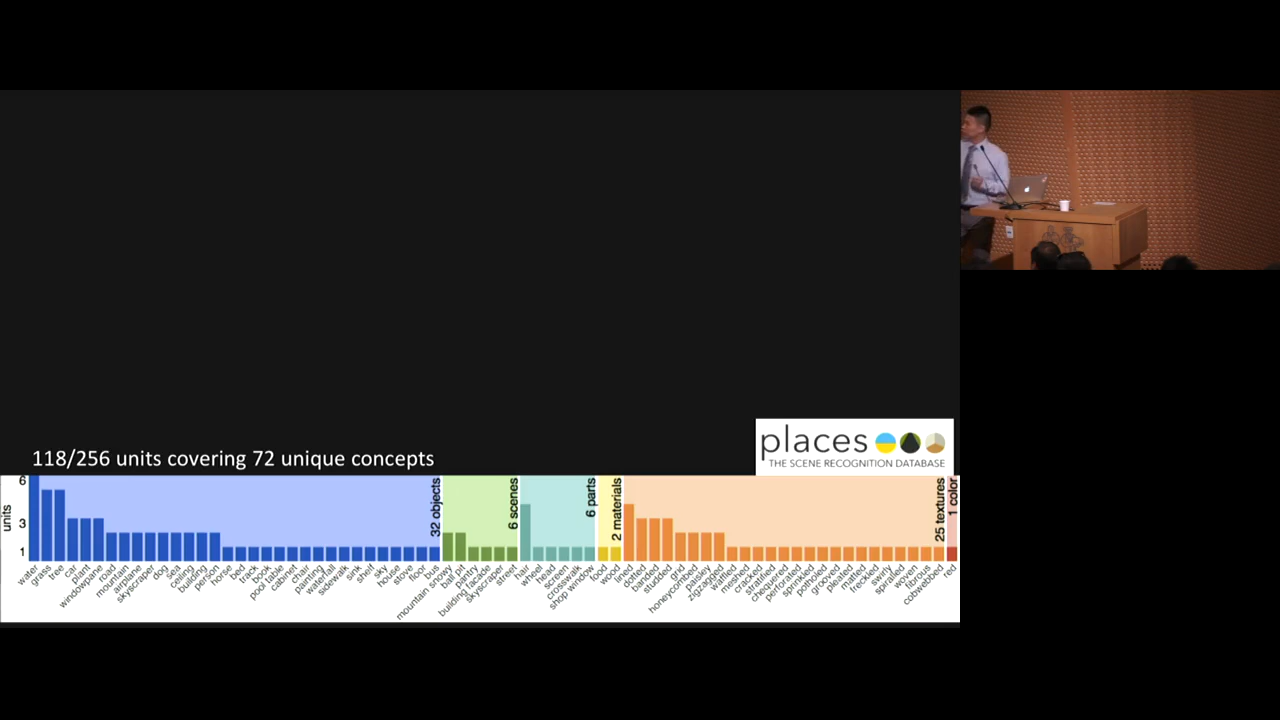 places
THE SCENE RECOGNITION DATABASE
118/256 units covering 72 unique concepts
units
6
3
1
32 objects
6 scenes
6 parts
2 materials
25 textures
1 color
water
grass
tree
car
plant
windowpane
road
mountain
airplane
skyscraper
dog
sea
ceiling
building
person
horse
bed
track
book
pool table
cabinet
chair
painting
waterfall
sidewalk
sink
shelf
sky
house
stove
floor
bus
mountain snowy
ball pit
pantry
building facade
skyscraper
street
hair
wheel
head
screen
crosswalk
shop window
food
wood
lined
dotted
banded
studded
grid
honeycombed
paisley
zigzagged
waffled
meshed
cracked
stratified
chequered
perforated
sprinkled
potholed
grooved
pleated
matted
freckled
swirly
spiralled
woven
fibrous
cobwebbed
red